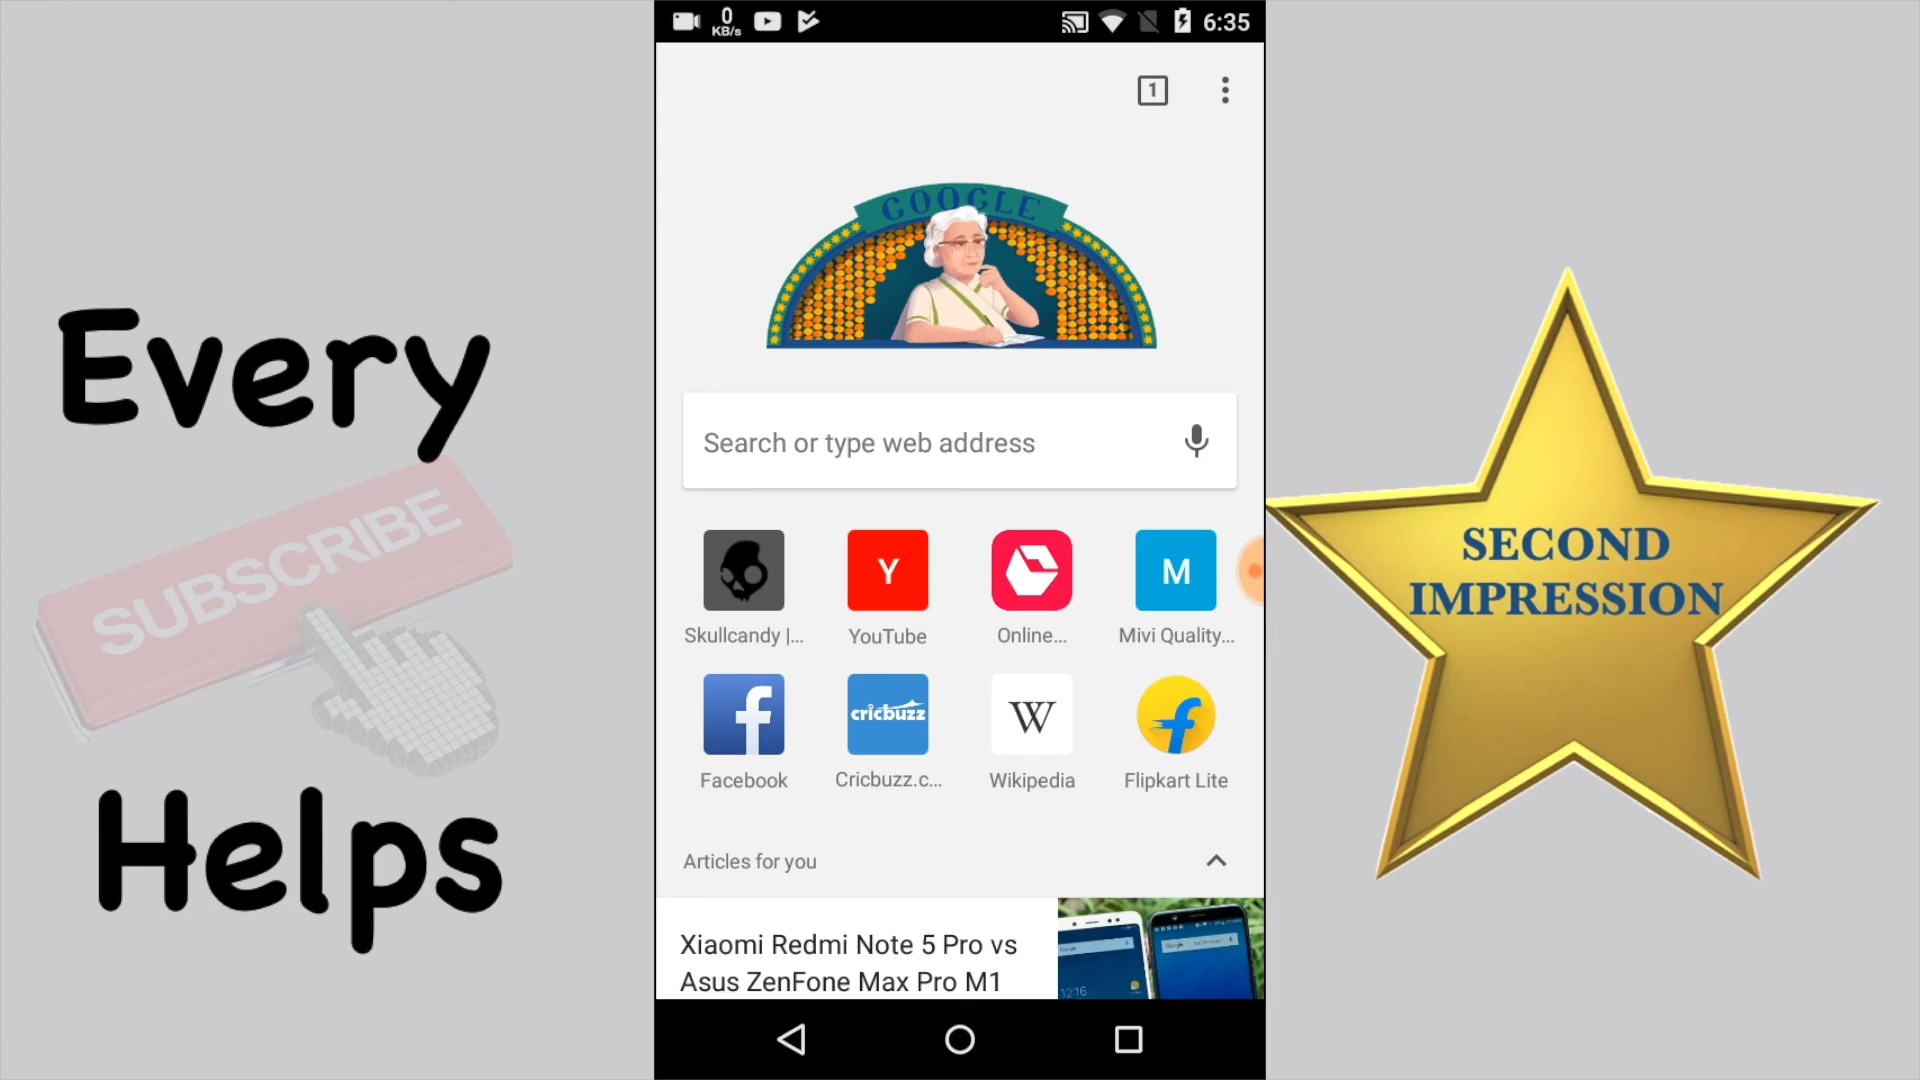 Every
SUBSCRIBE
Helps
0
KB/s
6:35
1
GOOGLE
Search or type web address
Skullcandy |...
Y
YouTube
Online...
M
Mivi Quality...
f
Facebook
cricbuzz
Cricbuzz.c...
W
Wikipedia
f
Flipkart Lite
Articles for you
Xiaomi Redmi Note 5 Pro vs
Asus ZenFone Max Pro M1
12:16
SECOND
IMPRESSION